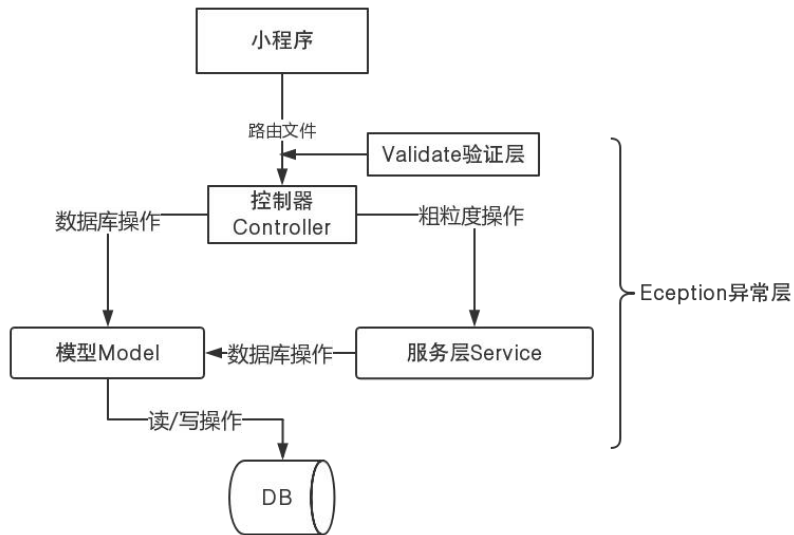 小程序
路由文件
Validate验证层
控制器
Controller
数据库操作
粗粒度操作
Eception异常层
模型Model
数据库操作
服务层Service
读/写操作
DB